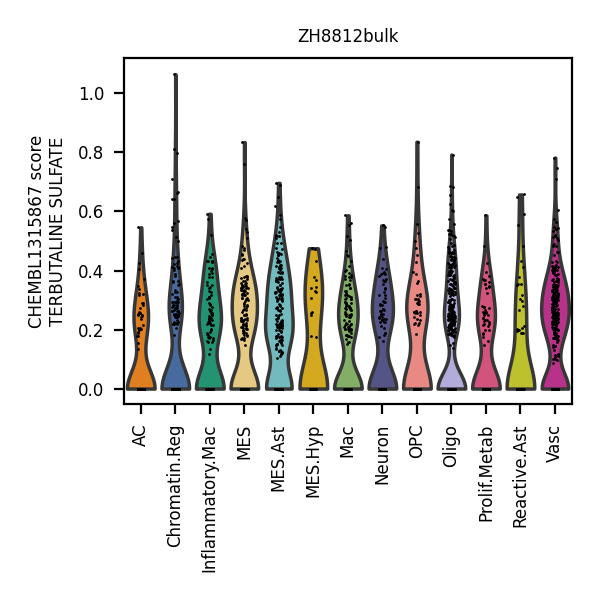 ZH8812bulk
CHEMBL1315867 score
TERBUTALINE SULFATE
1.0
0.8
0.6
0.4
0.2
0.0
AC
Chromatin.Reg
Inflammatory.Mac
MES
MES.Ast
MES.Hyp
Mac
Neuron
OPC
Oligo
Prolif.Metab
Reactive.Ast
Vasc